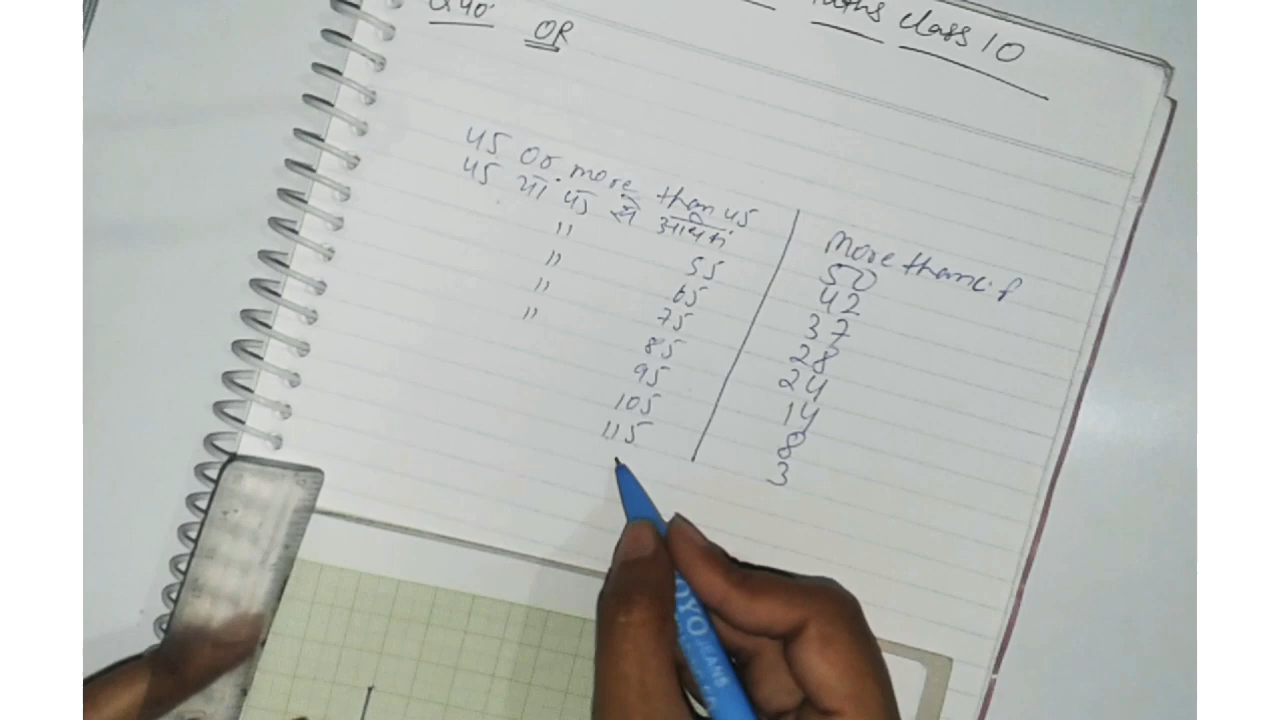 Maths class 10
Q40.
OR
45 Or more than 45
45 या 45 से अधिक
More than c.f
50
" 55
42
" 65
37
" 75
28
" 85
24
95
14
105
8
115
3